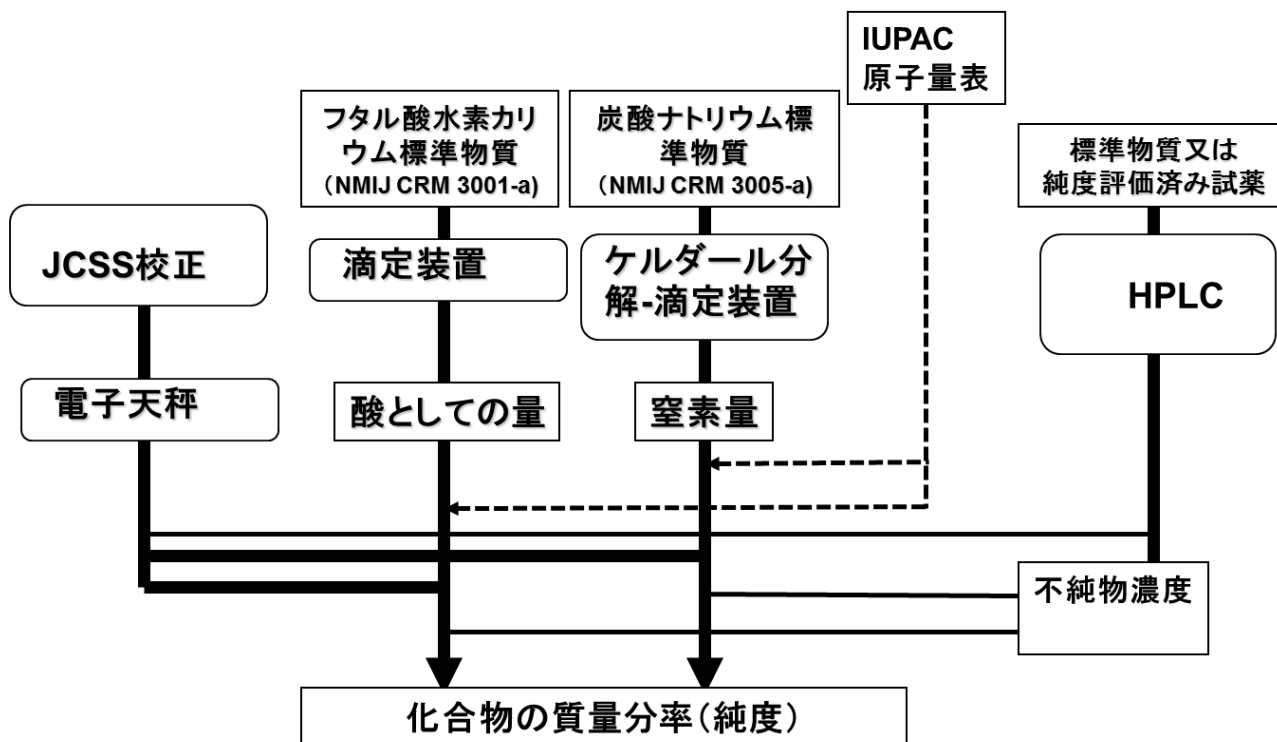 IUPAC
原子量表
フタル酸水素カリ
ウム標準物質
（NMIJ CRM 3001-a)
炭酸ナトリウム標
準物質
（NMIJ CRM 3005-a)
標準物質又は
純度評価済み試薬
JCSS校正
滴定装置
ケルダール分
解-滴定装置
HPLC
電子天秤
酸としての量
窒素量
不純物濃度
化合物の質量分率（純度）